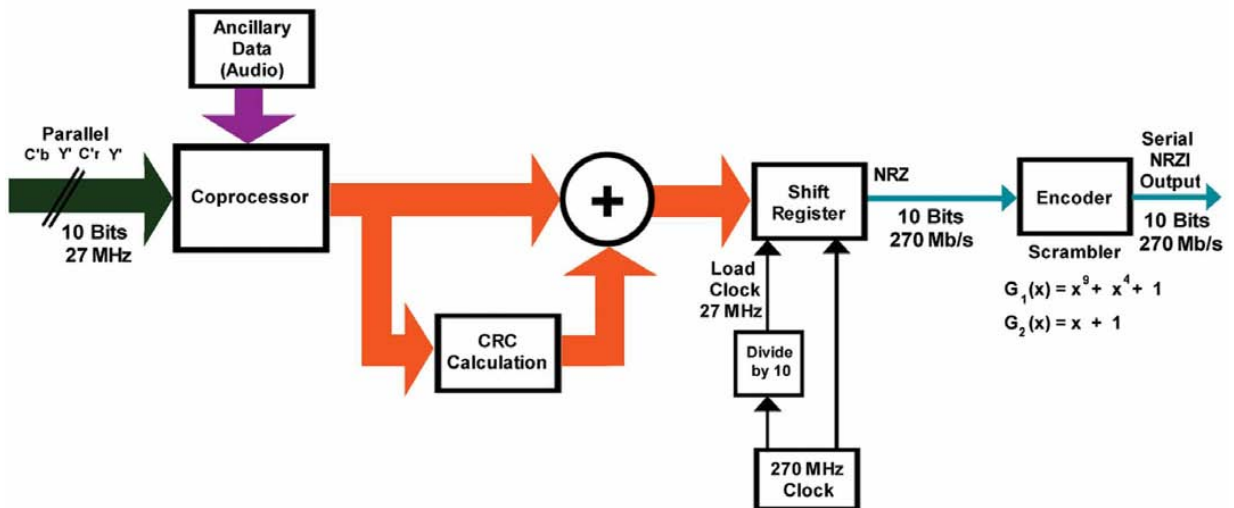 Ancillary
Data
(Audio)
Parallel
C'b Y' C'r Y'
10 Bits
27 MHz
Coprocessor
+
CRC
Calculation
Shift
Register
Load
Clock
27 MHz
Divide
by 10
270 MHz
Clock
NRZ
10 Bits
270 Mb/s
Encoder
Scrambler
G₁(x) = x⁹ + x⁴ + 1
G₂(x) = x + 1
Serial
NRZI
Output
10 Bits
270 Mb/s